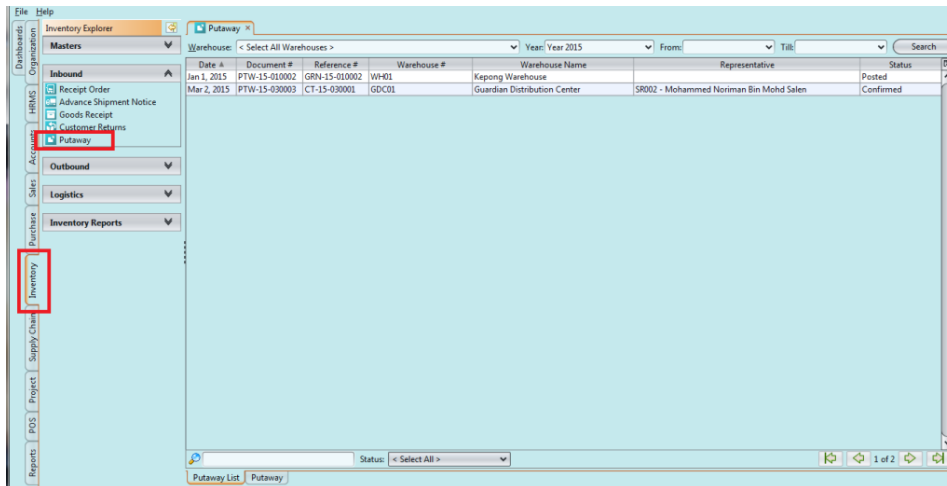 File Help
Dashboards
Organization
HRMS
Accounts
Sales
Purchase
Inventory
Supply Chain
Project
POS
Reports
Inventory Explorer
Masters
Inbound
Receipt Order
Advance Shipment Notice
Goods Receipt
Customer Returns
Putaway
Outbound
Logistics
Inventory Reports
Putaway
Warehouse: < Select All Warehouses > Year: Year 2015 From: Till: Search
Date Document # Reference # Warehouse # Warehouse Name Representative Status
Jan 1, 2015 PTW-15-010002 GRN-15-010002 WH01 Kepong Warehouse Posted
Mar 2, 2015 PTW-15-030003 CT-15-030001 GDC01 Guardian Distribution Center SR002 - Mohammed Noriman Bin Mohd Salen Confirmed
Status: < Select All > 1 of 2
Putaway List Putaway